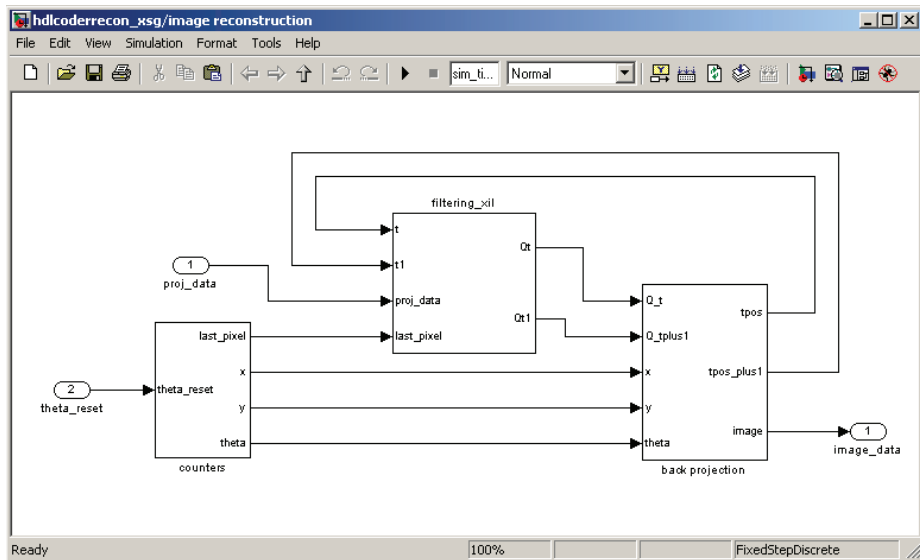 hdlcoderrecon_xsg/image reconstruction
File Edit View Simulation Format Tools Help
sim_ti... Normal
filtering_xil
t
t1
proj_data
last_pixel
Qt
Qt1
1
proj_data
2
theta_reset
theta_reset
last_pixel
x
y
theta
counters
Q_t
Q_tplus1
x
y
theta
tpos
tpos_plus1
image
back projection
1
image_data
Ready 100% FixedStepDiscrete